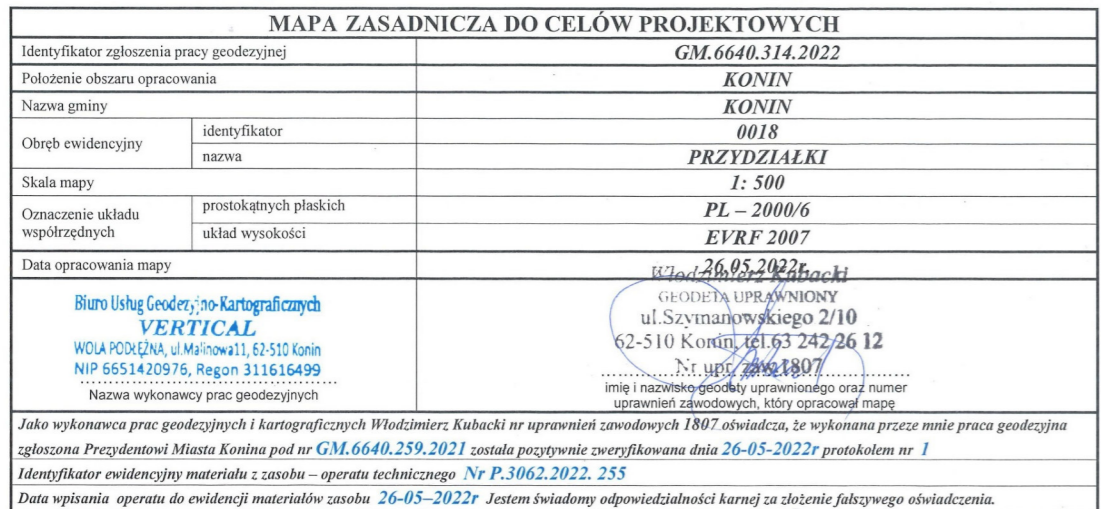 MAPA ZASADNICZA DO CELÓW PROJEKTOWYCH
Identyfikator zgłoszenia pracy geodezyjnej GM.6640.314.2022
Położenie obszaru opracowania KONIN
Nazwa gminy KONIN
Obręb ewidencyjny identyfikator 0018
nazwa PRZYDZIAŁKI
Skala mapy 1: 500
Oznaczenie układu współrzędnych prostokątnych płaskich PL – 2000/6
układ wysokości EVRF 2007
Data opracowania mapy 26.05.2022r.
Biuro Usług Geodezyjno-Kartograficznych
VERTICAL
WOLA PODŁĘŻNA, ul.Malinowa11, 62-510 Konin
NIP 6651420976, Regon 311616499
Nazwa wykonawcy prac geodezyjnych
Włodzimierz Kubacki
GEODETA UPRAWNIONY
ul.Szymanowskiego 2/10
62-510 Konin, tel.63 242 26 12
Nr upr. zaw.1807
imię i nazwisko geodety uprawnionego oraz numer
uprawnień zawodowych, który opracował mapę
Jako wykonawca prac geodezyjnych i kartograficznych Włodzimierz Kubacki nr uprawnień zawodowych 1807 oświadcza, że wykonana przeze mnie praca geodezyjna
zgłoszona Prezydentowi Miasta Konina pod nr GM.6640.259.2021 została pozytywnie zweryfikowana dnia 26-05-2022r protokołem nr 1
Identyfikator ewidencyjny materiału z zasobu – operatu technicznego Nr P.3062.2022. 255
Data wpisania operatu do ewidencji materiałów zasobu 26-05–2022r Jestem świadomy odpowiedzialności karnej za złożenie fałszywego oświadczenia.